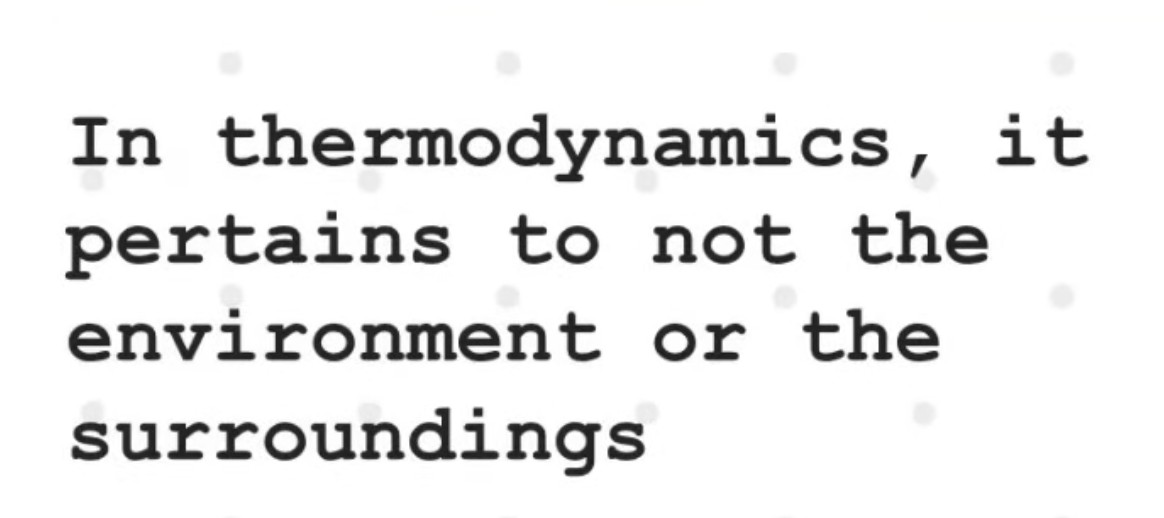 In thermodynamics, it
pertains to not the
environment or the
surroundings